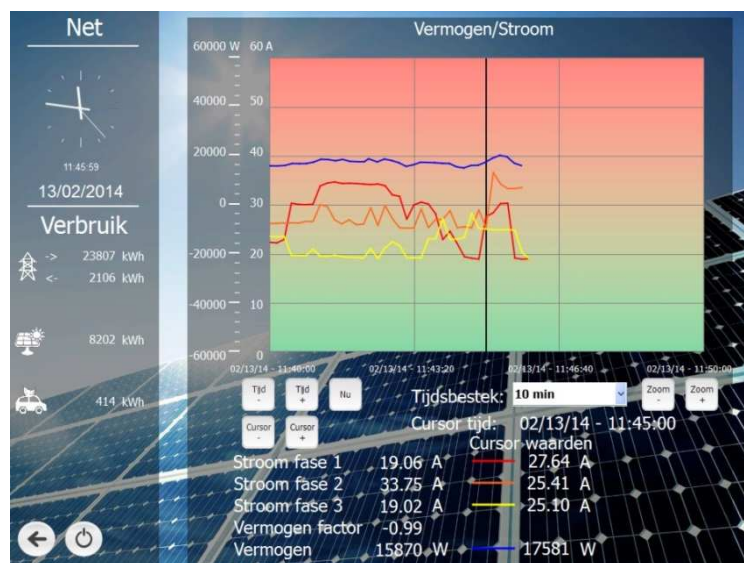 Net
Vermogen/Stroom
60000 W 60 A
40000 50
20000 40
0 30
-20000 20
-40000 10
-60000 0
11:45:59
13/02/2014
Verbruik
-> 23807 kWh
<- 2106 kWh
8202 kWh
414 kWh
02/13/14 - 11:40:00 02/13/14 - 11:43:20 02/13/14 - 11:46:40 02/13/14 - 11:50:00
Tijd - Tijd + Nu Tijdsbestek: 10 min Zoom - Zoom +
Cursor - Cursor + Cursor tijd: 02/13/14 - 11:45:00
Cursor waarden
Stroom fase 1 19.06 A 27.64 A
Stroom fase 2 33.75 A 25.41 A
Stroom fase 3 19.02 A 25.10 A
Vermogen factor -0.99
Vermogen 15870 W 17581 W